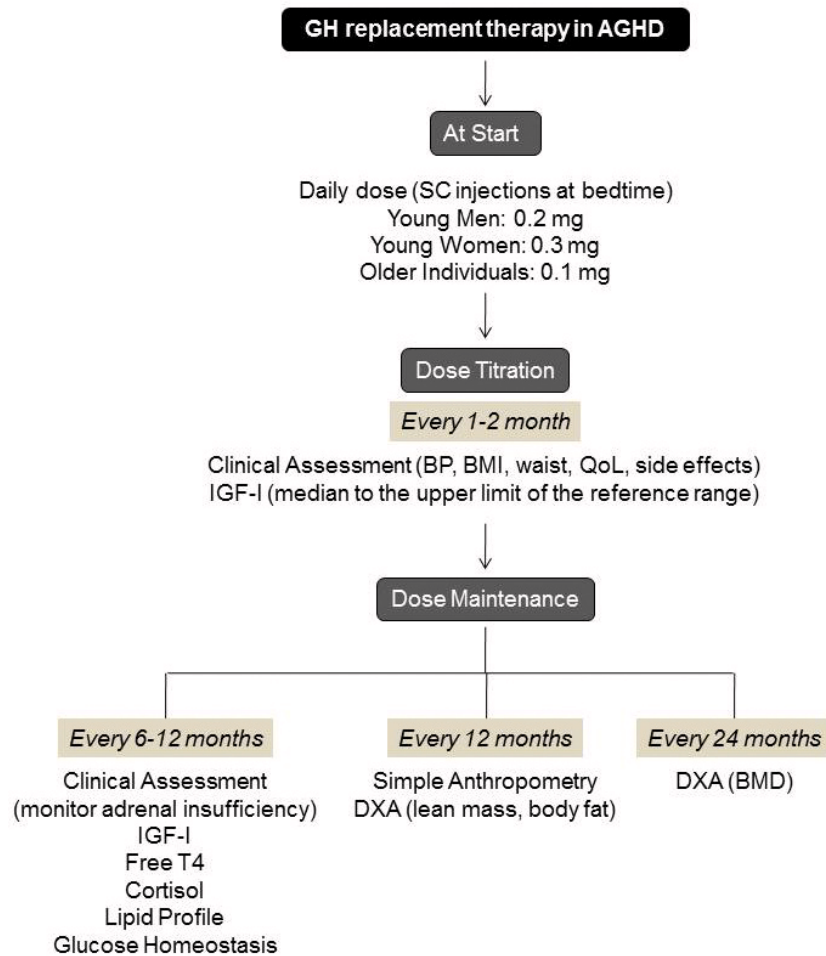 GH replacement therapy in AGHD
At Start
Daily dose (SC injections at bedtime)
Young Men: 0.2 mg
Young Women: 0.3 mg
Older Individuals: 0.1 mg
Dose Titration
Every 1-2 month
Clinical Assessment (BP, BMI, waist, QoL, side effects)
IGF-I (median to the upper limit of the reference range)
Dose Maintenance
Every 6-12 months
Clinical Assessment
(monitor adrenal insufficiency)
IGF-I
Free T4
Cortisol
Lipid Profile
Glucose Homeostasis
Every 12 months
Simple Anthropometry
DXA (lean mass, body fat)
Every 24 months
DXA (BMD)